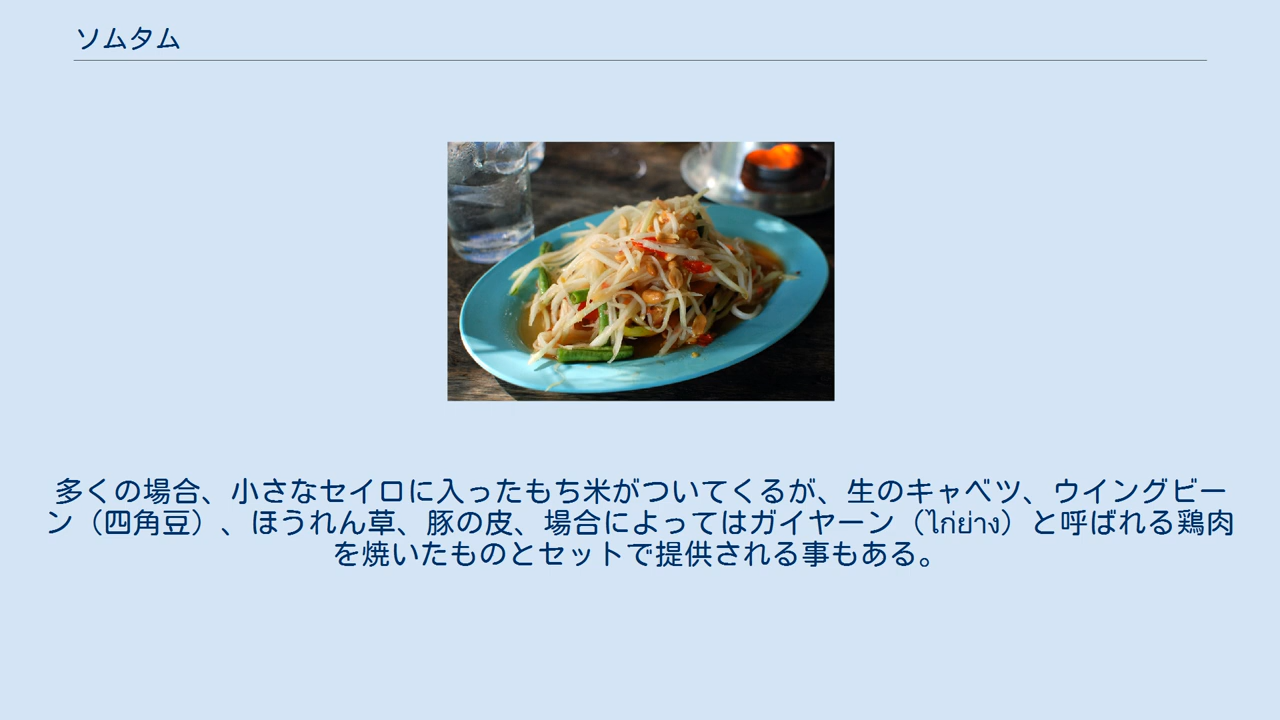 ソムタム
多くの場合、小さなセイロに入ったもち米がついてくるが、生のキャベツ、ウイングビー
ン（四角豆）、ほうれん草、豚の皮、場合によってはガイヤーン（ไก่ย่าง）と呼ばれる鶏肉
を焼いたものとセットで提供される事もある。